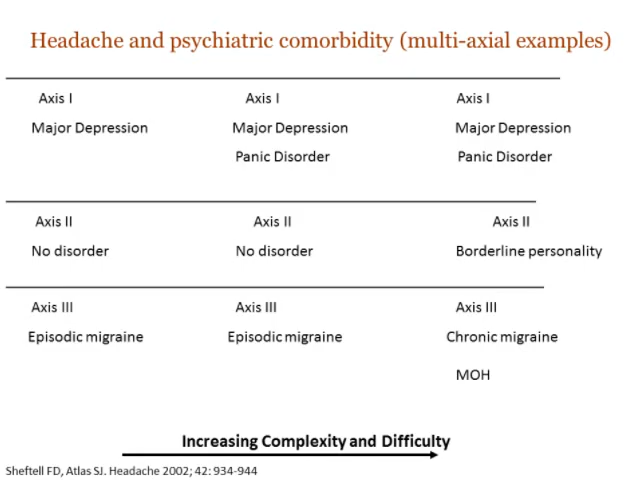 Headache and psychiatric comorbidity (multi-axial examples)
Axis I Axis I Axis I
Major Depression Major Depression Major Depression
Panic Disorder Panic Disorder
Axis II Axis II Axis II
No disorder No disorder Borderline personality
Axis III Axis III Axis III
Episodic migraine Episodic migraine Chronic migraine
MOH
Increasing Complexity and Difficulty
Sheftell FD, Atlas SJ. Headache 2002; 42: 934-944